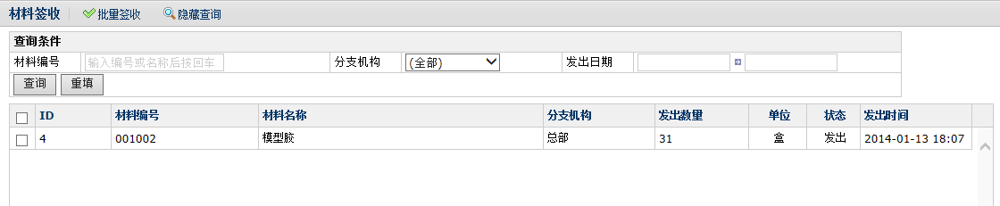 材料签收 批量签收 隐藏查询
查询条件
材料编号 输入编号或名称后按回车 分支机构 (全部) 发出日期
查询 重填
ID 材料编号 材料名称 分支机构 发出数量 单位 状态 发出时间
4 001002 模型胶 总部 31 盒 发出 2014-01-13 18:07